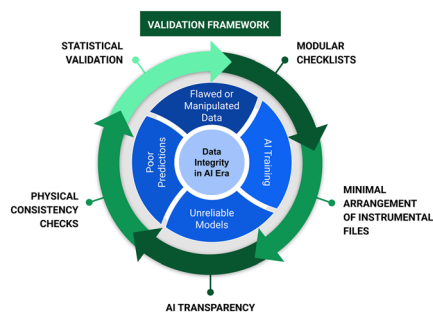 VALIDATION FRAMEWORK
STATISTICAL
VALIDATION
MODULAR
CHECKLISTS
Flawed or
Manipulated
Data
Poor
Predictions
Data
Integrity
in AI Era
AI Training
Unreliable
Models
PHYSICAL
CONSISTENCY
CHECKS
MINIMAL
ARRANGEMENT
OF INSTRUMENTAL
FILES
AI TRANSPARENCY